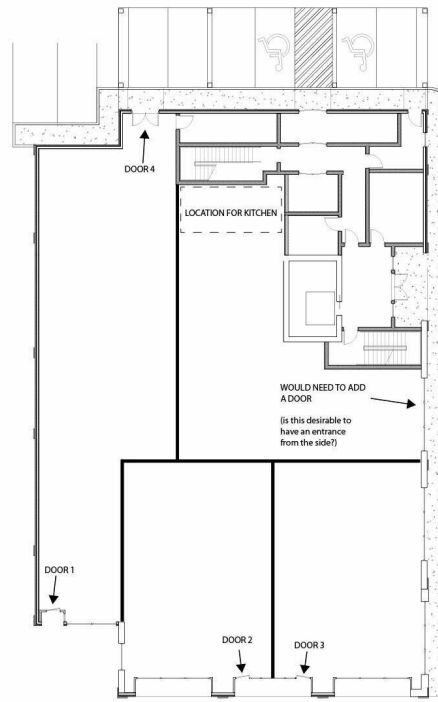 DOOR 4
LOCATION FOR KITCHEN
WOULD NEED TO ADD
A DOOR
(is this desirable to
have an entrance
from the side?)
DOOR 1
DOOR 2
DOOR 3